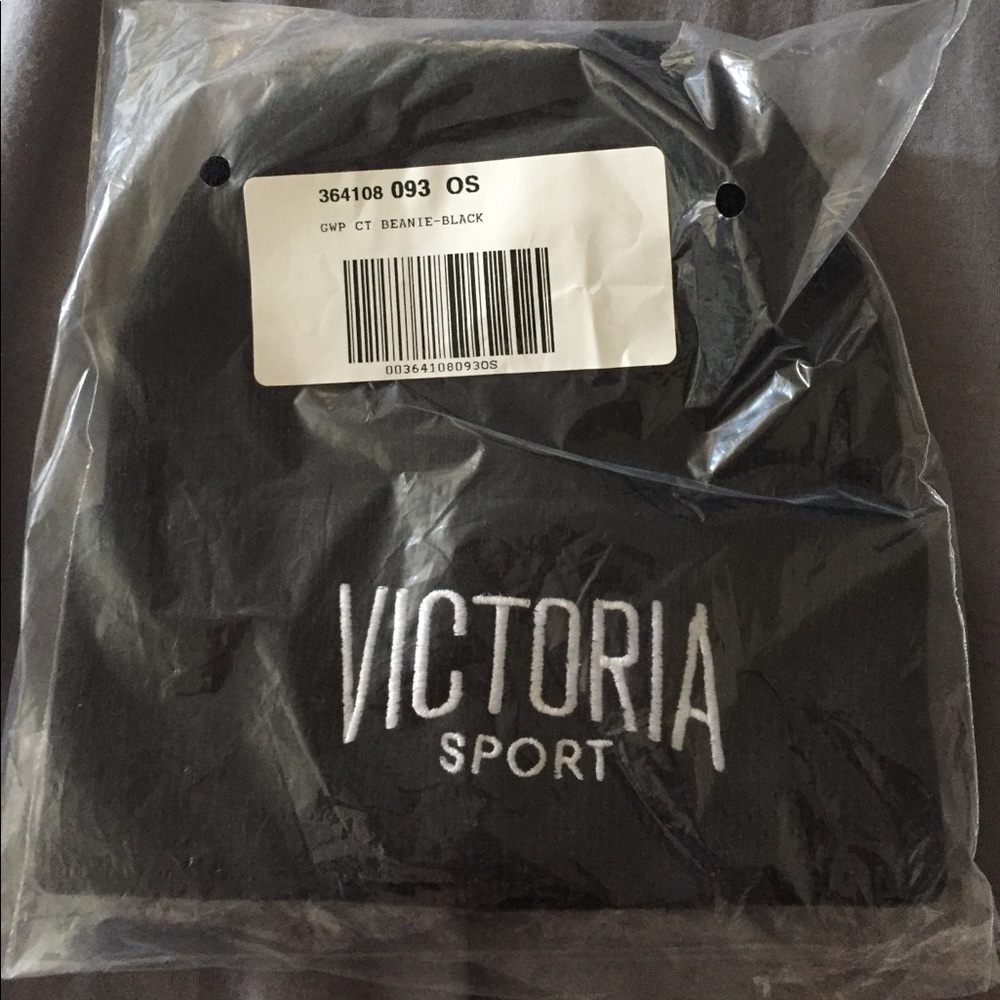 364108 093 OS
GWP CT BEANIE-BLACK
00364108093OS
VICTORIA
SPORT